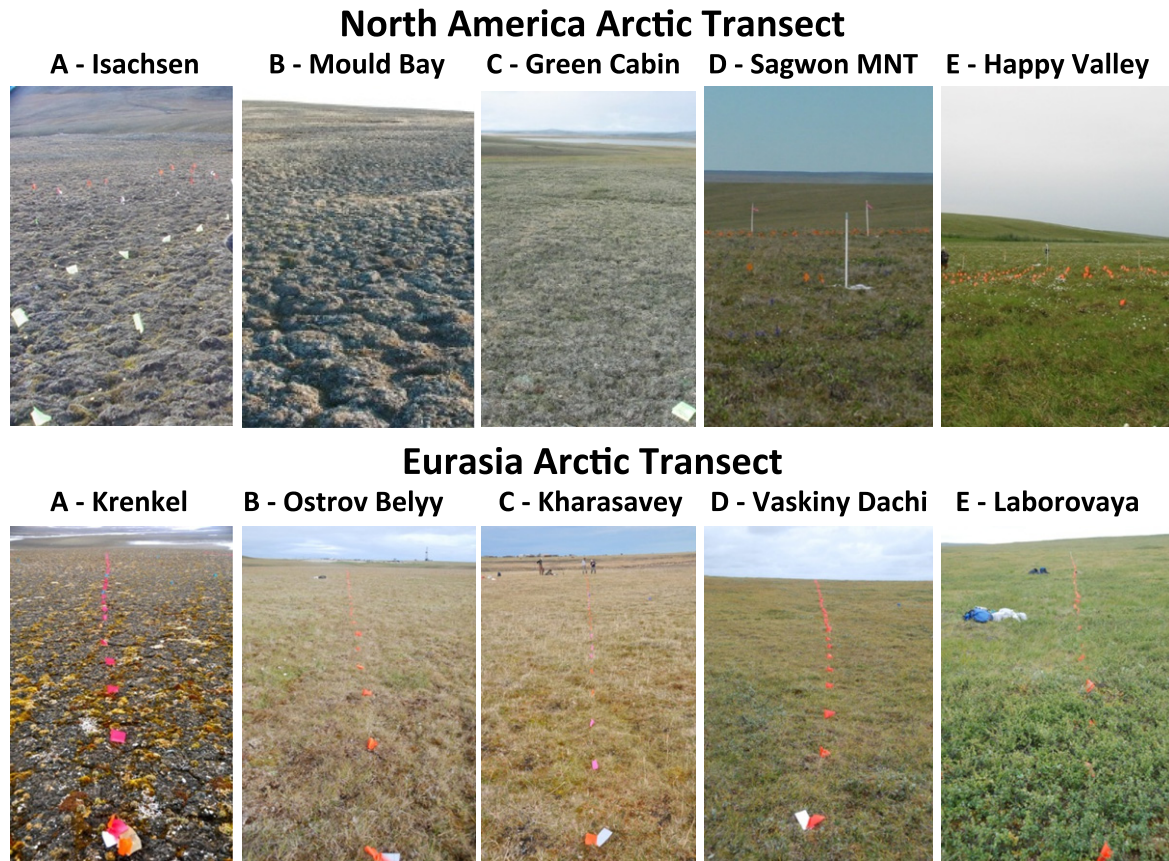 North America Arctic Transect
A - Isachsen B - Mould Bay C - Green Cabin D - Sagwon MNT E - Happy Valley
Eurasia Arctic Transect
A - Krenkel B - Ostrov Belyy C - Kharasavey D - Vaskiny Dachi E - Laborovaya